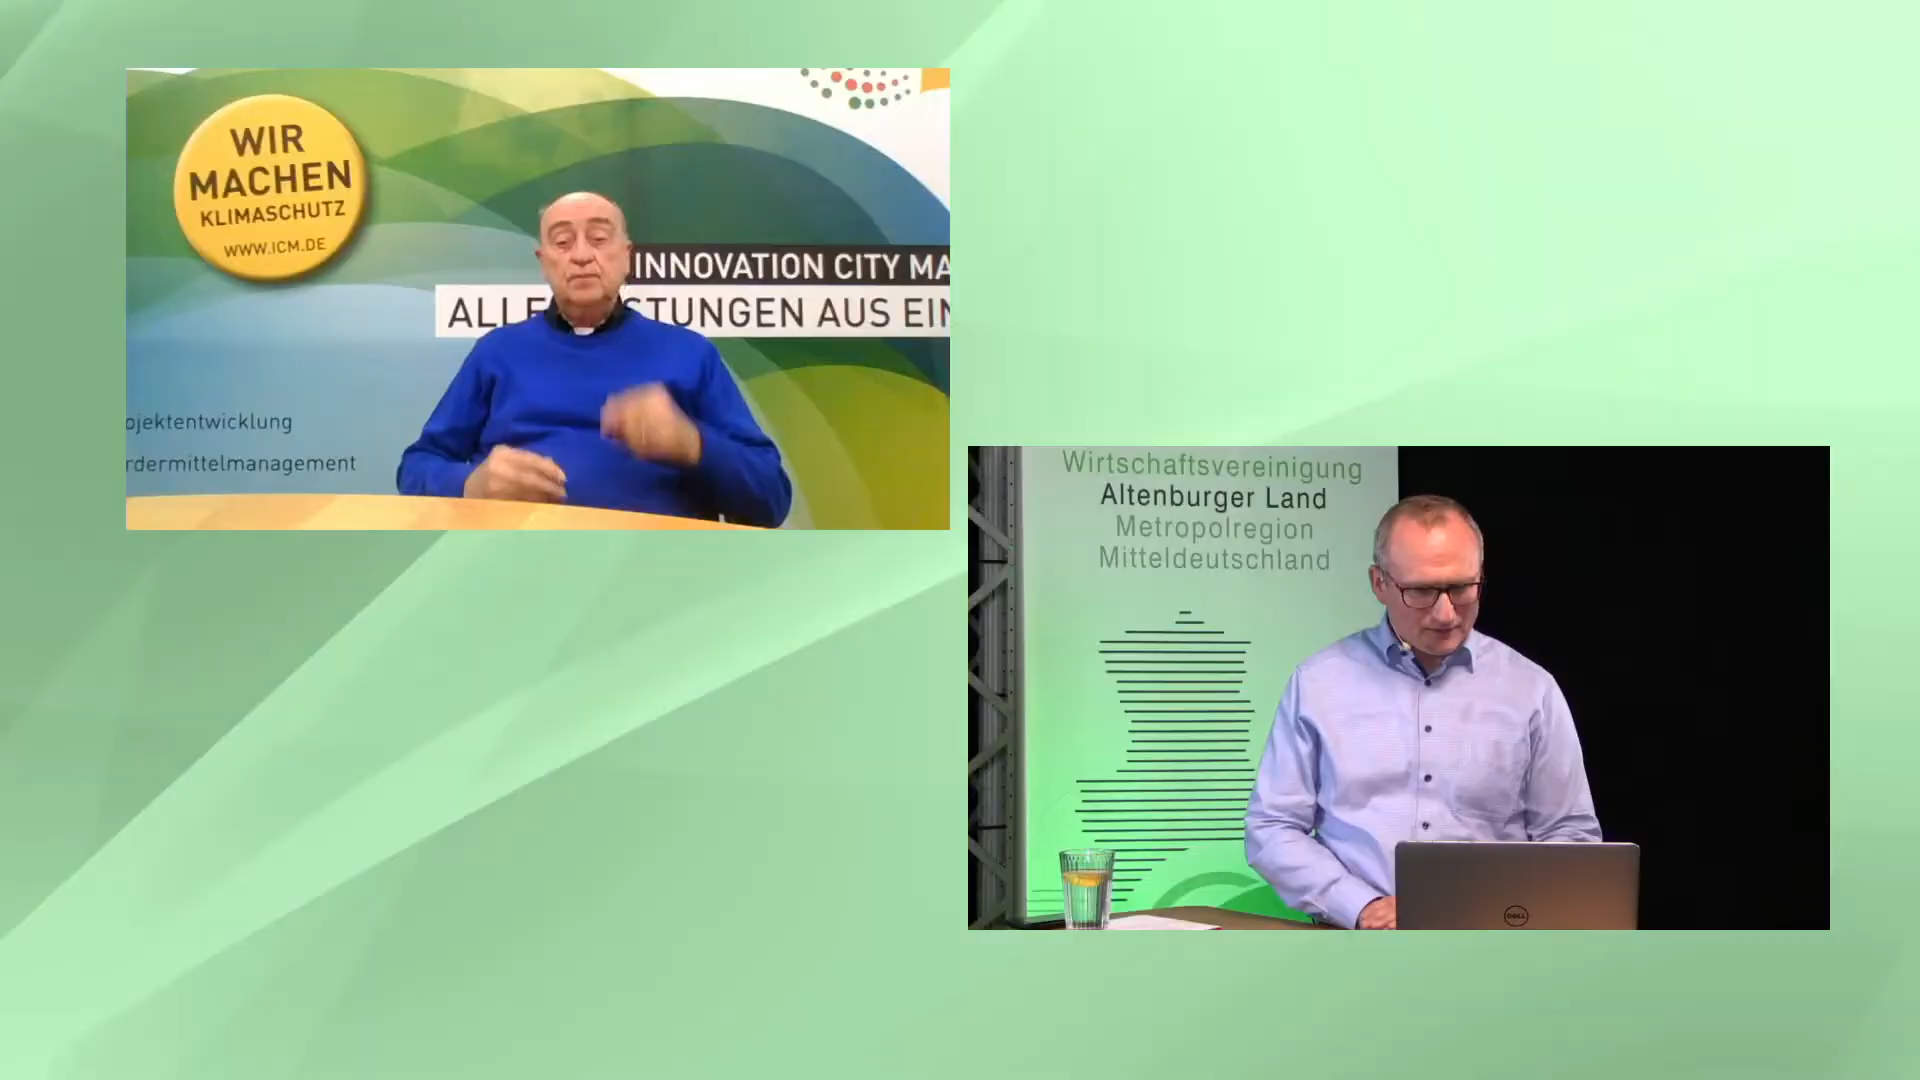 WIR
MACHEN
KLIMASCHUTZ
WWW.ICM.DE
INNOVATION CITY MA
ALLE STUNGEN AUS EIN
ojektentwicklung
rdermittelmanagement
Wirtschaftsvereinigung
Altenburger Land
Metropolregion
Mitteldeutschland
DELL